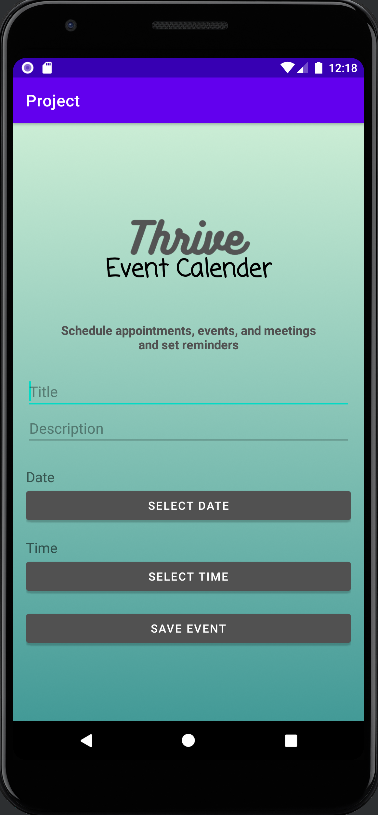 12:18
Project
Thrive
Event Calender
Schedule appointments, events, and meetings
and set reminders
Title
Description
Date
SELECT DATE
Time
SELECT TIME
SAVE EVENT